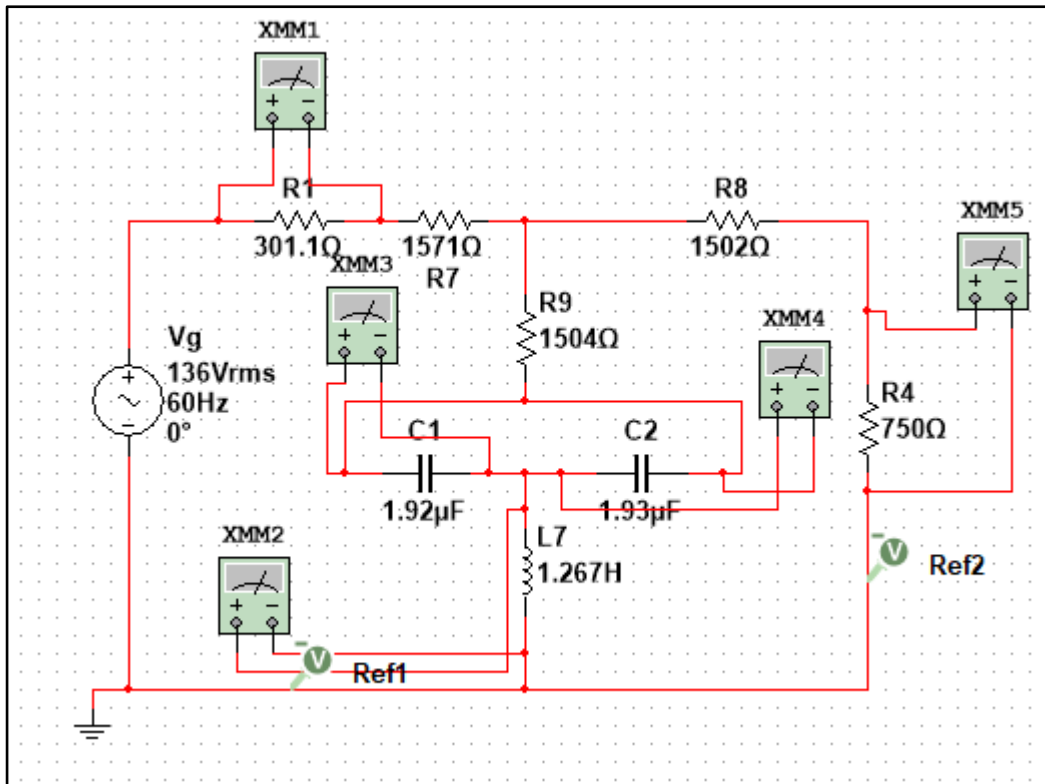 XMM1
+ −
R1
301.1Ω
1571Ω
R7
R8
1502Ω
XMM5
+ −
XMM3
+ −
R9
1504Ω
XMM4
+ −
Vg
136Vrms
60Hz
0°
+
−
R4
750Ω
C1
1.92µF
C2
1.93µF
XMM2
+ −
L7
1.267H
V
Ref2
V
Ref1